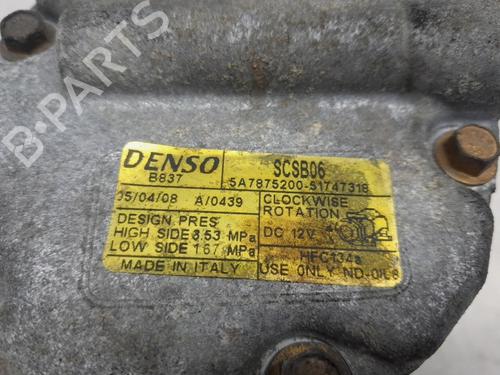 B-PARTS
DENSO
B837
SCSB06
5A7875200-51747318
05/04/08 A/0439
CLOCKWISE
ROTATION
DESIGN PRES
HIGH SIDE 3.53 MPa
LOW SIDE 1.67 MPa
DC 12V
HFC134a
MADE IN ITALY
USE ONLY ND-OIL8